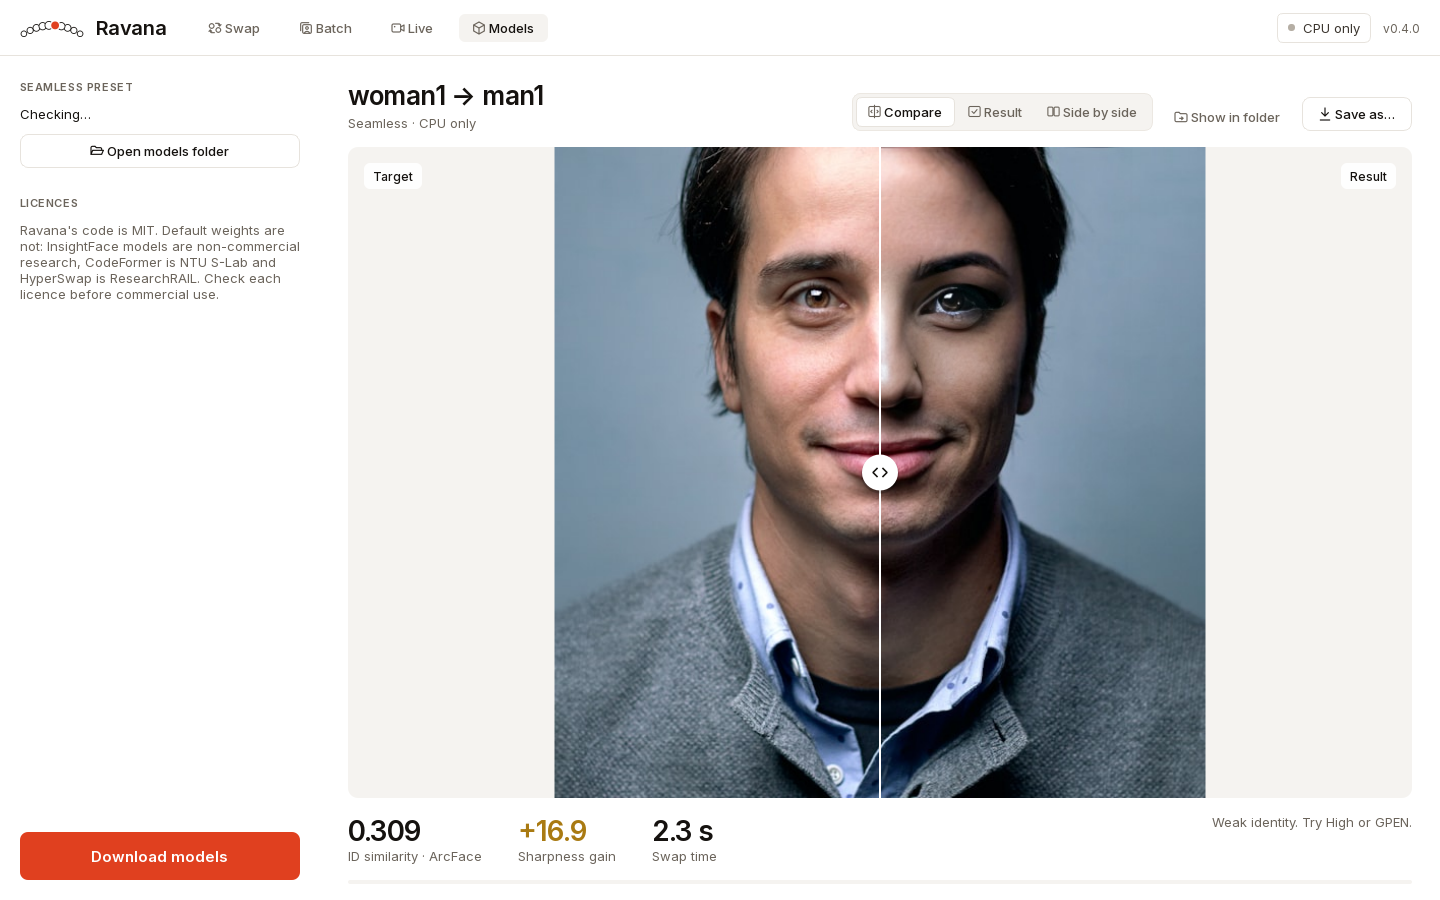 Ravana
Swap
Batch
Live
Models
CPU only
v0.4.0
SEAMLESS PRESET
Checking...
Open models folder
LICENCES
Ravana's code is MIT. Default weights are
not: InsightFace models are non-commercial
research, CodeFormer is NTU S-Lab and
HyperSwap is ResearchRAIL. Check each
licence before commercial use.
Download models
woman1 → man1
Seamless · CPU only
Compare
Result
Side by side
Show in folder
Save as...
Target
Result
0.309
ID similarity · ArcFace
+16.9
Sharpness gain
2.3 s
Swap time
Weak identity. Try High or GPEN.